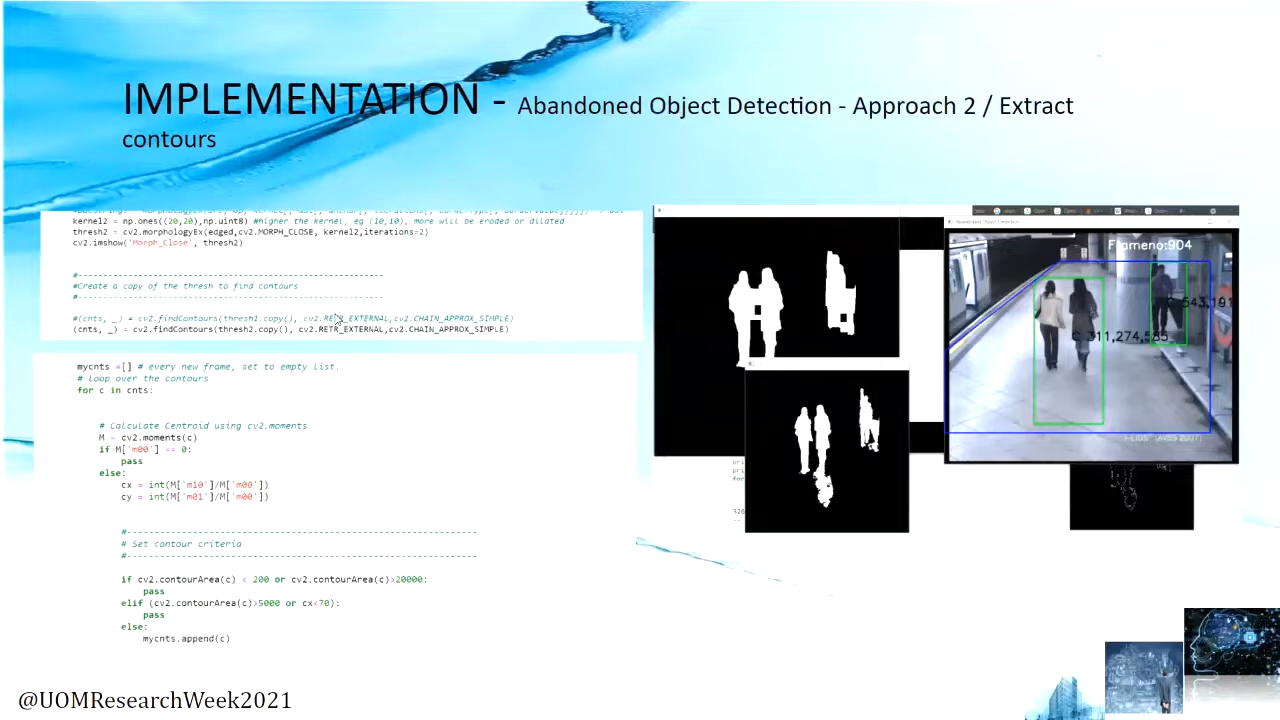 IMPLEMENTATION - Abandoned Object Detection - Approach 2 / Extract
contours
kernel2 = np.ones((20,20),np.uint8) #higher the kernel, eg (10,10), more will be eroded or dilated
thresh2 = cv2.morphologyEx(edged,cv2.MORPH_CLOSE, kernel2,iterations=2)
cv2.imshow('Morph_Close', thresh2)
#----------------------------------------------------------
#Create a copy of the thresh to find contours
#----------------------------------------------------------
#(cnts, _) = cv2.findContours(thresh1.copy(), cv2.RETR_EXTERNAL,cv2.CHAIN_APPROX_SIMPLE)
(cnts, _) = cv2.findContours(thresh2.copy(), cv2.RETR_EXTERNAL,cv2.CHAIN_APPROX_SIMPLE)
mycnts =[] # every new frame, set to empty list.
# loop over the contours
for c in cnts:
# Calculate Centroid using cv2.moments
M = cv2.moments(c)
if M['m00'] == 0:
pass
else:
cx = int(M['m10']/M['m00'])
cy = int(M['m01']/M['m00'])
#----------------------------------------------------------------
# Set contour criteria
#----------------------------------------------------------------
if cv2.contourArea(c) < 200 or cv2.contourArea(c)>20000:
pass
elif (cv2.contourArea(c)>5000 or cx<70):
pass
else:
mycnts.append(c)
Frameno:904
C 311,274,585
@UOMResearchWeek2021